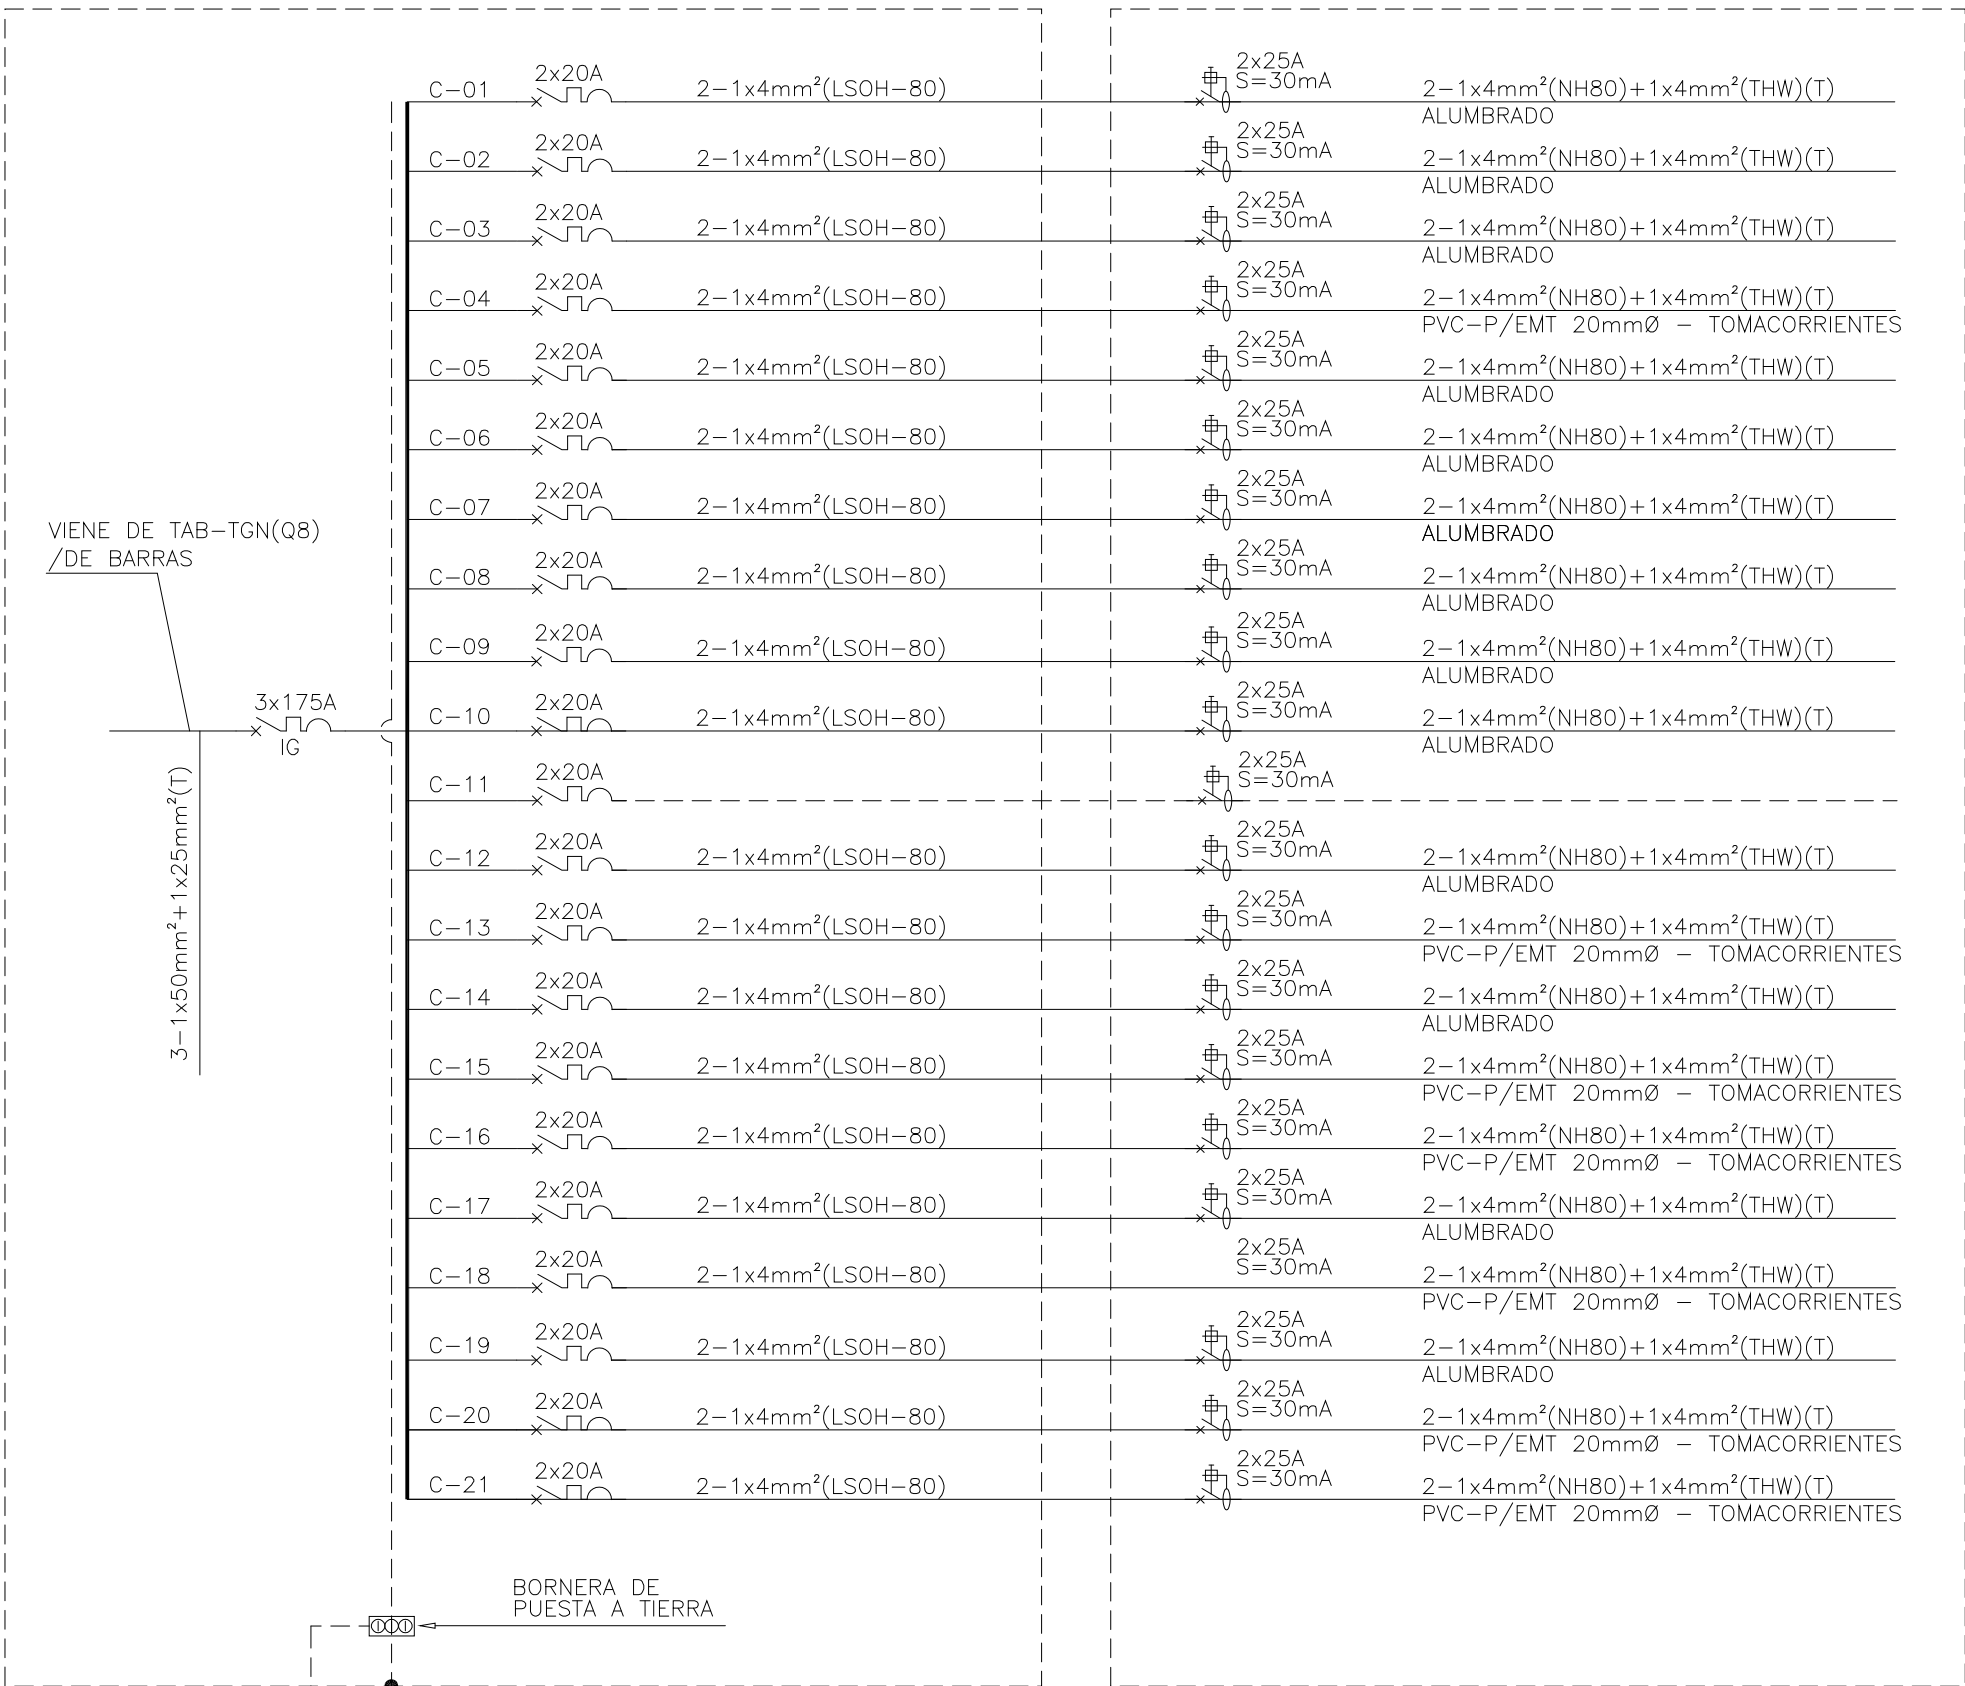 C-01
2x20A
2-1x4mm²(LSOH-80)
2x25A
S=30mA
2-1x4mm²(NH80)+1x4mm²(THW)(T)
ALUMBRADO
C-02
2x20A
2-1x4mm²(LSOH-80)
2x25A
S=30mA
2-1x4mm²(NH80)+1x4mm²(THW)(T)
ALUMBRADO
C-03
2x20A
2-1x4mm²(LSOH-80)
2x25A
S=30mA
2-1x4mm²(NH80)+1x4mm²(THW)(T)
ALUMBRADO
C-04
2x20A
2-1x4mm²(LSOH-80)
2x25A
S=30mA
2-1x4mm²(NH80)+1x4mm²(THW)(T)
PVC-P/EMT 20mmØ - TOMACORRIENTES
C-05
2x20A
2-1x4mm²(LSOH-80)
2x25A
S=30mA
2-1x4mm²(NH80)+1x4mm²(THW)(T)
ALUMBRADO
C-06
2x20A
2-1x4mm²(LSOH-80)
2x25A
S=30mA
2-1x4mm²(NH80)+1x4mm²(THW)(T)
ALUMBRADO
C-07
2x20A
2-1x4mm²(LSOH-80)
2x25A
S=30mA
2-1x4mm²(NH80)+1x4mm²(THW)(T)
ALUMBRADO
VIENE DE TAB-TGN(Q8)
/DE BARRAS
C-08
2x20A
2-1x4mm²(LSOH-80)
2x25A
S=30mA
2-1x4mm²(NH80)+1x4mm²(THW)(T)
ALUMBRADO
C-09
2x20A
2-1x4mm²(LSOH-80)
2x25A
S=30mA
2-1x4mm²(NH80)+1x4mm²(THW)(T)
ALUMBRADO
3x175A
IG
3-1x50mm²+1x25mm²(T)
C-10
2x20A
2-1x4mm²(LSOH-80)
2x25A
S=30mA
2-1x4mm²(NH80)+1x4mm²(THW)(T)
ALUMBRADO
C-11
2x20A
2x25A
S=30mA
C-12
2x20A
2-1x4mm²(LSOH-80)
2x25A
S=30mA
2-1x4mm²(NH80)+1x4mm²(THW)(T)
ALUMBRADO
C-13
2x20A
2-1x4mm²(LSOH-80)
2x25A
S=30mA
2-1x4mm²(NH80)+1x4mm²(THW)(T)
PVC-P/EMT 20mmØ - TOMACORRIENTES
C-14
2x20A
2-1x4mm²(LSOH-80)
2x25A
S=30mA
2-1x4mm²(NH80)+1x4mm²(THW)(T)
ALUMBRADO
C-15
2x20A
2-1x4mm²(LSOH-80)
2x25A
S=30mA
2-1x4mm²(NH80)+1x4mm²(THW)(T)
PVC-P/EMT 20mmØ - TOMACORRIENTES
C-16
2x20A
2-1x4mm²(LSOH-80)
2x25A
S=30mA
2-1x4mm²(NH80)+1x4mm²(THW)(T)
PVC-P/EMT 20mmØ - TOMACORRIENTES
C-17
2x20A
2-1x4mm²(LSOH-80)
2x25A
S=30mA
2-1x4mm²(NH80)+1x4mm²(THW)(T)
ALUMBRADO
C-18
2x20A
2-1x4mm²(LSOH-80)
2x25A
S=30mA
2-1x4mm²(NH80)+1x4mm²(THW)(T)
PVC-P/EMT 20mmØ - TOMACORRIENTES
C-19
2x20A
2-1x4mm²(LSOH-80)
2x25A
S=30mA
2-1x4mm²(NH80)+1x4mm²(THW)(T)
ALUMBRADO
C-20
2x20A
2-1x4mm²(LSOH-80)
2x25A
S=30mA
2-1x4mm²(NH80)+1x4mm²(THW)(T)
PVC-P/EMT 20mmØ - TOMACORRIENTES
C-21
2x20A
2-1x4mm²(LSOH-80)
2x25A
S=30mA
2-1x4mm²(NH80)+1x4mm²(THW)(T)
PVC-P/EMT 20mmØ - TOMACORRIENTES
BORNERA DE
PUESTA A TIERRA